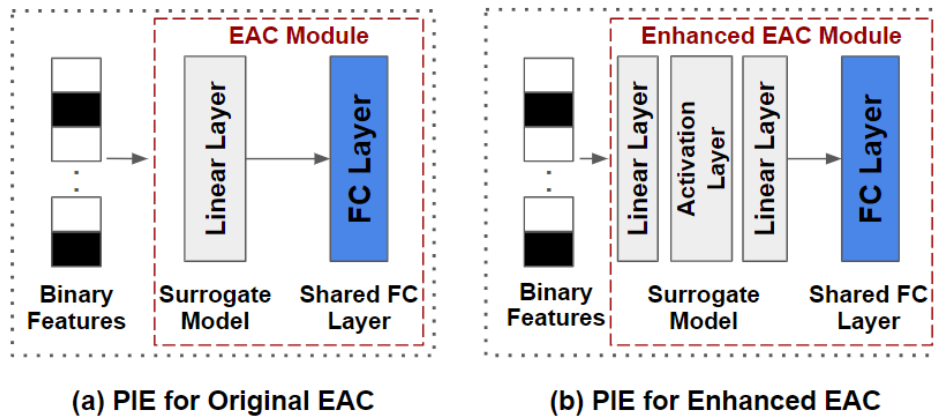 EAC Module
Linear Layer
FC Layer
Binary
Features
Surrogate
Model
Shared FC
Layer
(a) PIE for Original EAC
Enhanced EAC Module
Linear Layer
Activation
Layer
Linear Layer
FC Layer
Binary
Features
Surrogate
Model
Shared FC
Layer
(b) PIE for Enhanced EAC